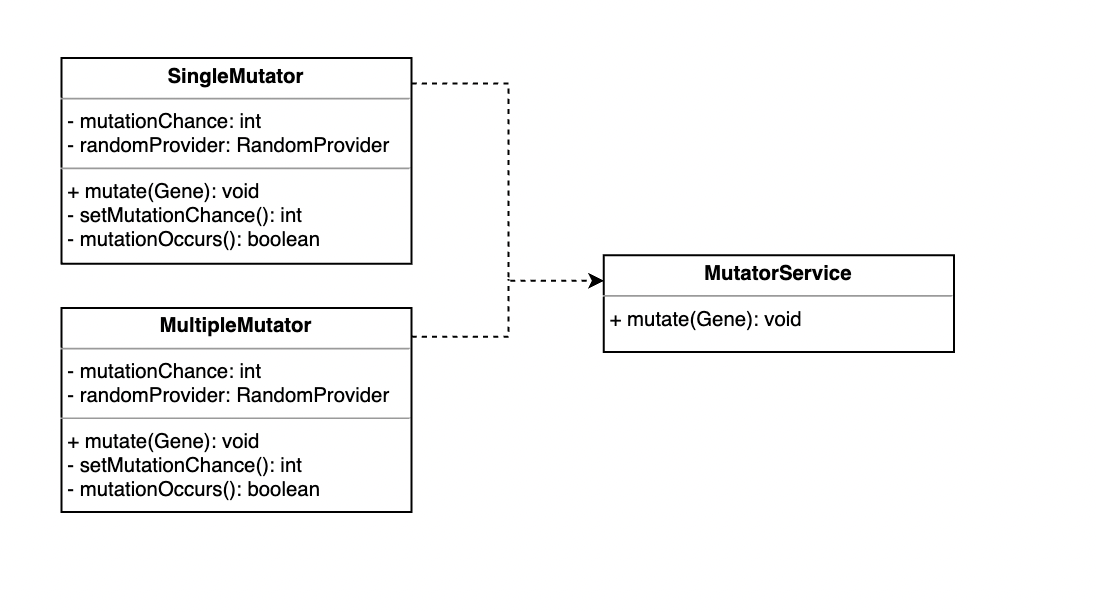 SingleMutator
- mutationChance: int
- randomProvider: RandomProvider
+ mutate(Gene): void
- setMutationChance(): int
- mutationOccurs(): boolean
MultipleMutator
- mutationChance: int
- randomProvider: RandomProvider
+ mutate(Gene): void
- setMutationChance(): int
- mutationOccurs(): boolean
MutatorService
+ mutate(Gene): void